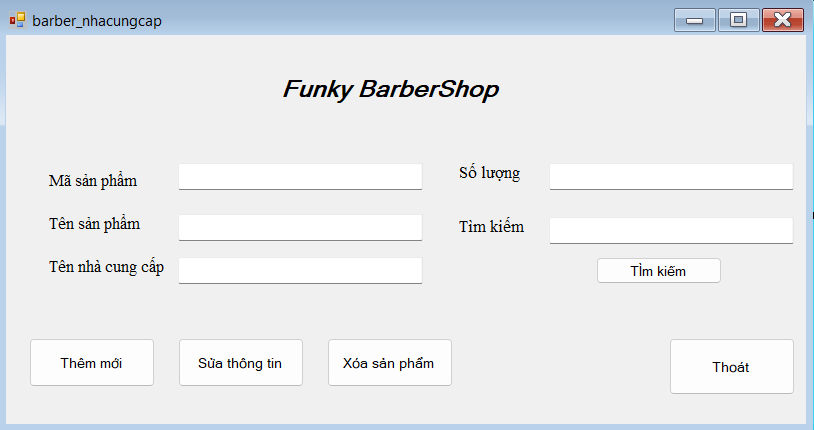 barber_nhacungcap
Funky BarberShop
Mã sản phẩm
Số lượng
Tên sản phẩm
Tìm kiếm
Tên nhà cung cấp
TÌm kiếm
Thêm mới
Sửa thông tin
Xóa sản phẩm
Thoát